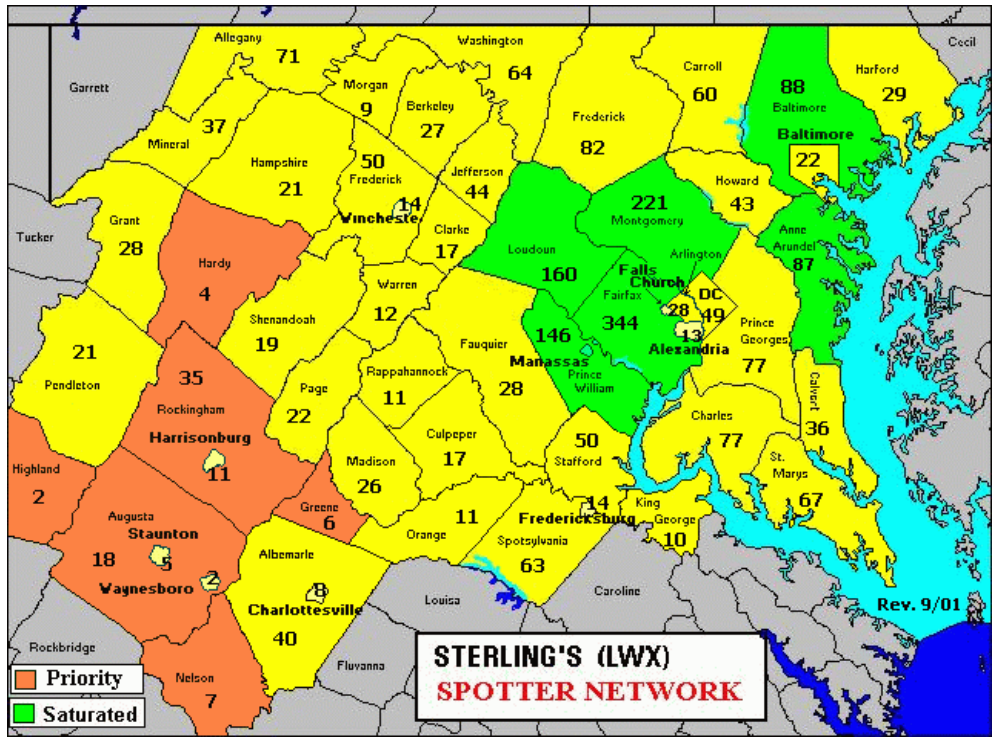 Allegany
71
Washington
64
Garrett
Morgan
9
Carroll
60
88
Baltimore
Baltimore
22
Harford
29
Cecil
37
Mineral
Berkeley
27
Frederick
82
Hampshire
21
50
Frederick
14
Winchester
Jefferson
44
Howard
43
Clarke
17
221
Montgomery
Grant
28
Tucker
Hardy
4
Loudoun
160
Arlington
Anne
Arundel
87
Falls
Church
28
DC
49
Fairfax
344
13
Alexandria
Warren
12
Shenandoah
19
Fauquier
28
146
Manassas
Prince
William
Prince
Georges
77
21
Pendleton
35
Rockingham
Harrisonburg
11
Page
22
Rappahannock
11
Culpeper
17
Calvert
36
Charles
77
St.
Marys
67
50
Stafford
Madison
26
Highland
2
Greene
6
11
Orange
14
Fredericksburg
King
George
10
Spotsylvania
63
Augusta
Staunton
18
5
Waynesboro
2
Albemarle
8
Charlottesville
40
Louisa
Caroline
Rev. 9/01
Rockbridge
Fluvanna
Nelson
7
Priority
Saturated
STERLING'S (LWX)
SPOTTER NETWORK